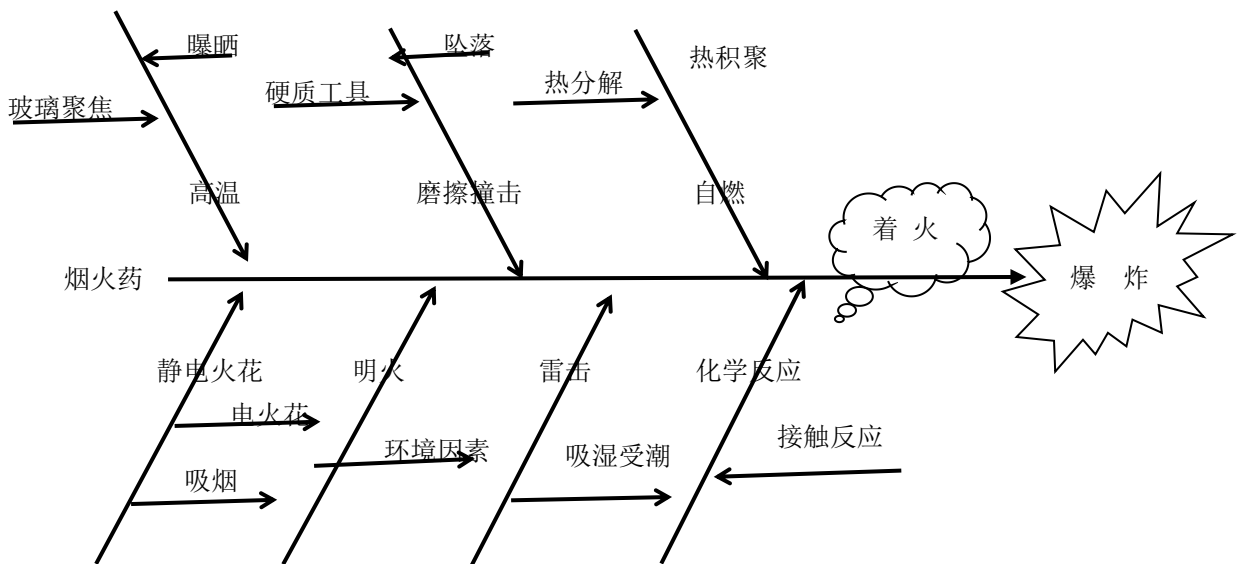 曝晒
坠落
热积聚
热分解
硬质工具
玻璃聚焦
高温
磨擦撞击
自燃
着火
烟火药
爆炸
静电火花
明火
雷击
化学反应
电火花
接触反应
环境因素
吸湿受潮
吸烟